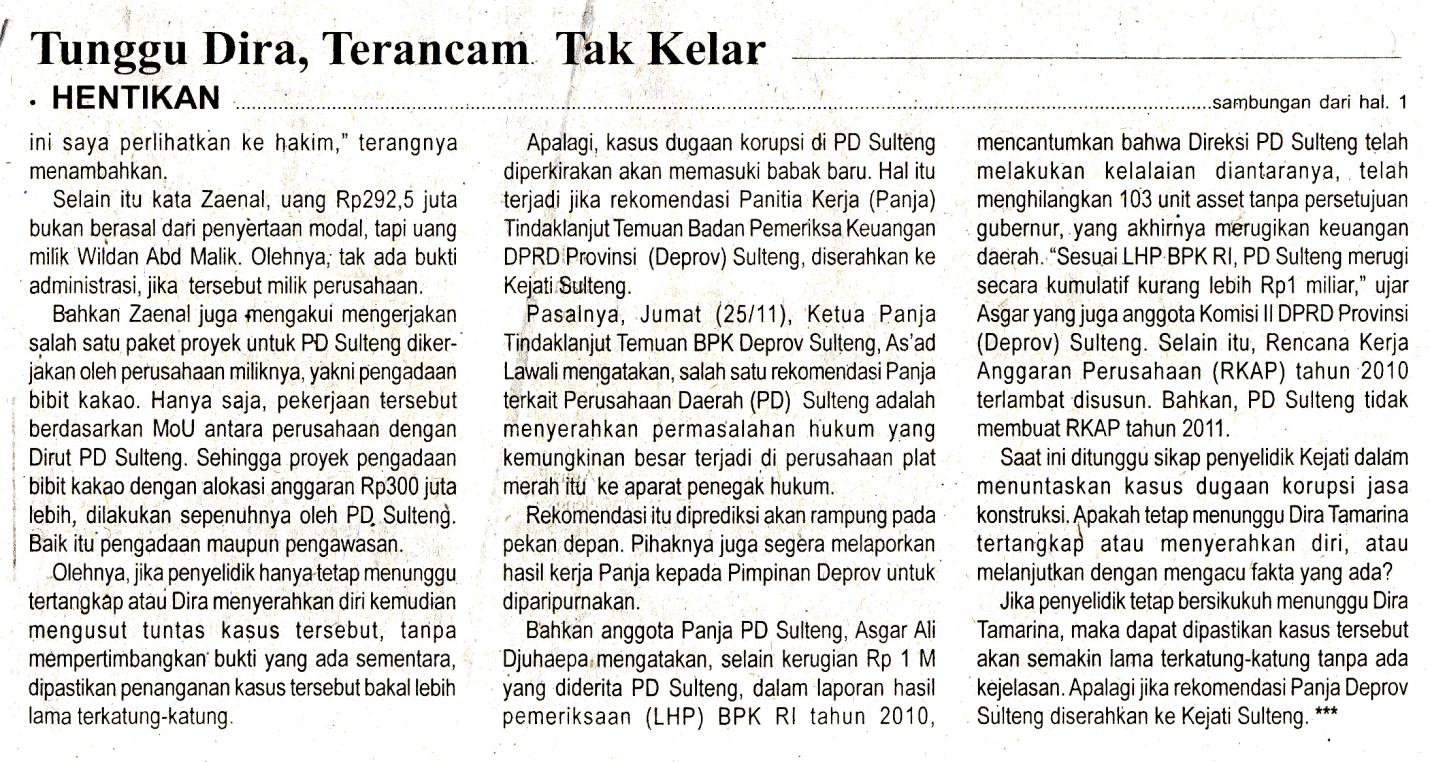 Tunggu Dira, Terancam Tak Kelar
• HENTIKAN ........ sambungan dari hal. 1
ini saya perlihatkan ke hakim,” terangnya
menambahkan.
Selain itu kata Zaenal, uang Rp292,5 juta
bukan berasal dari penyertaan modal, tapi uang
milik Wildan Abd Malik. Olehnya, tak ada bukti
administrasi, jika tersebut milik perusahaan.
Bahkan Zaenal juga mengakui mengerjakan
salah satu paket proyek untuk PD Sulteng diker-
jakan oleh perusahaan miliknya, yakni pengadaan
bibit kakao. Hanya saja, pekerjaan tersebut
berdasarkan MoU antara perusahaan dengan
Dirut PD Sulteng. Sehingga proyek pengadaan
bibit kakao dengan alokasi anggaran Rp300 juta
lebih, dilakukan sepenuhnya oleh PD Sulteng.
Baik itu pengadaan maupun pengawasan.
Olehnya, jika penyelidik hanya tetap menunggu
tertangkap atau Dira menyerahkan diri kemudian
mengusut tuntas kasus tersebut, tanpa
mempertimbangkan bukti yang ada sementara,
dipastikan penanganan kasus tersebut bakal lebih
lama terkatung-katung.
Apalagi, kasus dugaan korupsi di PD Sulteng
diperkirakan akan memasuki babak baru. Hal itu
terjadi jika rekomendasi Panitia Kerja (Panja)
Tindaklanjut Temuan Badan Pemeriksa Keuangan
DPRD Provinsi (Deprov) Sulteng, diserahkan ke
Kejati Sulteng.
Pasalnya, Jumat (25/11), Ketua Panja
Tindaklanjut Temuan BPK Deprov Sulteng, As’ad
Lawali mengatakan, salah satu rekomendasi Panja
terkait Perusahaan Daerah (PD) Sulteng adalah
menyerahkan permasalahan hukum yang
kemungkinan besar terjadi di perusahaan plat
merah itu ke aparat penegak hukum.
Rekomendasi itu diprediksi akan rampung pada
pekan depan. Pihaknya juga segera melaporkan
hasil kerja Panja kepada Pimpinan Deprov untuk
diparipurnakan.
Bahkan anggota Panja PD Sulteng, Asgar Ali
Djuhaepa mengatakan, selain kerugian Rp 1 M
yang diderita PD Sulteng, dalam laporan hasil
pemeriksaan (LHP) BPK RI tahun 2010,
mencantumkan bahwa Direksi PD Sulteng telah
melakukan kelalaian diantaranya, telah
menghilangkan 103 unit asset tanpa persetujuan
gubernur, yang akhirnya merugikan keuangan
daerah. “Sesuai LHP BPK RI, PD Sulteng merugi
secara kumulatif kurang lebih Rp1 miliar,” ujar
Asgar yang juga anggota Komisi II DPRD Provinsi
(Deprov) Sulteng. Selain itu, Rencana Kerja
Anggaran Perusahaan (RKAP) tahun 2010
terlambat disusun. Bahkan, PD Sulteng tidak
membuat RKAP tahun 2011.
Saat ini ditunggu sikap penyelidik Kejati dalam
menuntaskan kasus dugaan korupsi jasa
konstruksi. Apakah tetap menunggu Dira Tamarina
tertangkap atau menyerahkan diri, atau
melanjutkan dengan mengacu fakta yang ada?
Jika penyelidik tetap bersikukuh menunggu Dira
Tamarina, maka dapat dipastikan kasus tersebut
akan semakin lama terkatung-katung tanpa ada
kejelasan. Apalagi jika rekomendasi Panja Deprov
Sulteng diserahkan ke Kejati Sulteng. ***